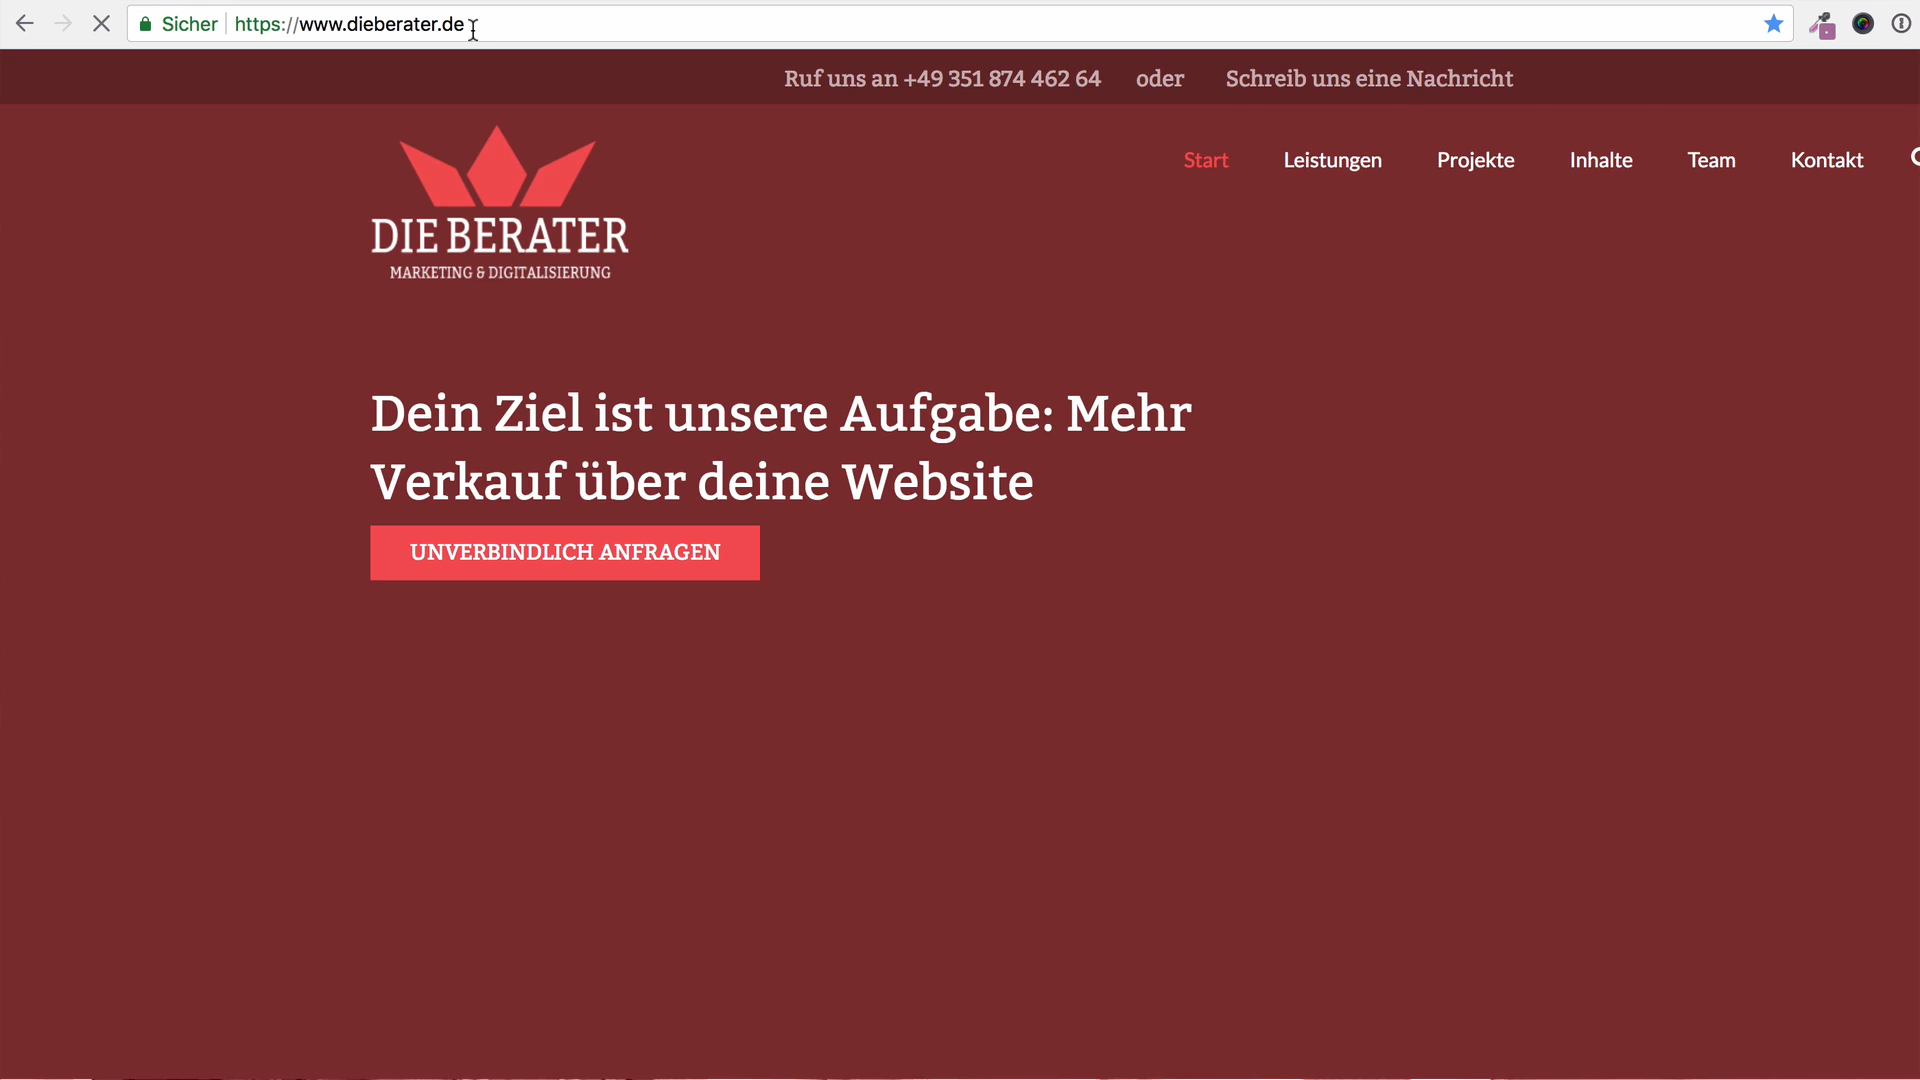 Sicher
https://www.dieberater.de
Ruf uns an +49 351 874 462 64 oder Schreib uns eine Nachricht
DIE BERATER
MARKETING & DIGITALISIERUNG
Start Leistungen Projekte Inhalte Team Kontakt
Dein Ziel ist unsere Aufgabe: Mehr
Verkauf über deine Website
UNVERBINDLICH ANFRAGEN